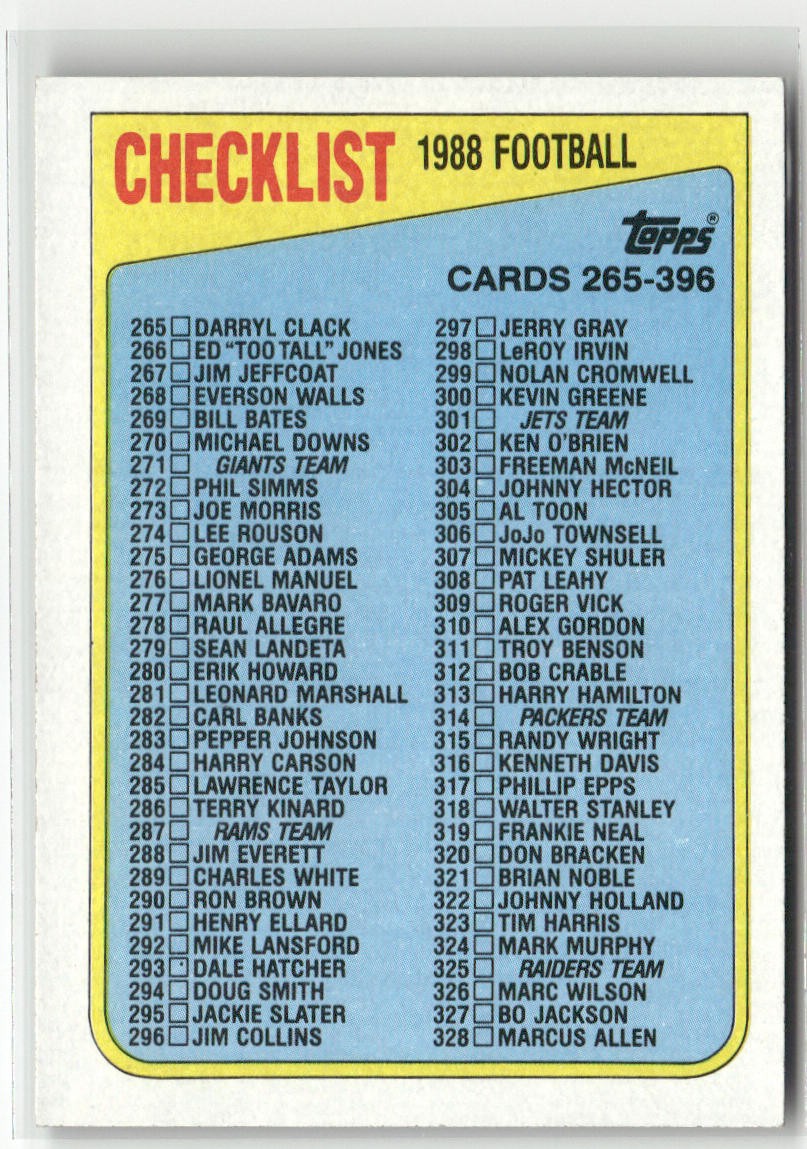 CHECKLIST 1988 FOOTBALL
topps®
CARDS 265-396
265 DARRYL CLACK
266 ED "TOO TALL" JONES
267 JIM JEFFCOAT
268 EVERSON WALLS
269 BILL BATES
270 MICHAEL DOWNS
271 GIANTS TEAM
272 PHIL SIMMS
273 JOE MORRIS
274 LEE ROUSON
275 GEORGE ADAMS
276 LIONEL MANUEL
277 MARK BAVARO
278 RAUL ALLEGRE
279 SEAN LANDETA
280 ERIK HOWARD
281 LEONARD MARSHALL
282 CARL BANKS
283 PEPPER JOHNSON
284 HARRY CARSON
285 LAWRENCE TAYLOR
286 TERRY KINARD
287 RAMS TEAM
288 JIM EVERETT
289 CHARLES WHITE
290 RON BROWN
291 HENRY ELLARD
292 MIKE LANSFORD
293 DALE HATCHER
294 DOUG SMITH
295 JACKIE SLATER
296 JIM COLLINS
297 JERRY GRAY
298 LeROY IRVIN
299 NOLAN CROMWELL
300 KEVIN GREENE
301 JETS TEAM
302 KEN O'BRIEN
303 FREEMAN McNEIL
304 JOHNNY HECTOR
305 AL TOON
306 JoJo TOWNSELL
307 MICKEY SHULER
308 PAT LEAHY
309 ROGER VICK
310 ALEX GORDON
311 TROY BENSON
312 BOB CRABLE
313 HARRY HAMILTON
314 PACKERS TEAM
315 RANDY WRIGHT
316 KENNETH DAVIS
317 PHILLIP EPPS
318 WALTER STANLEY
319 FRANKIE NEAL
320 DON BRACKEN
321 BRIAN NOBLE
322 JOHNNY HOLLAND
323 TIM HARRIS
324 MARK MURPHY
325 RAIDERS TEAM
326 MARC WILSON
327 BO JACKSON
328 MARCUS ALLEN